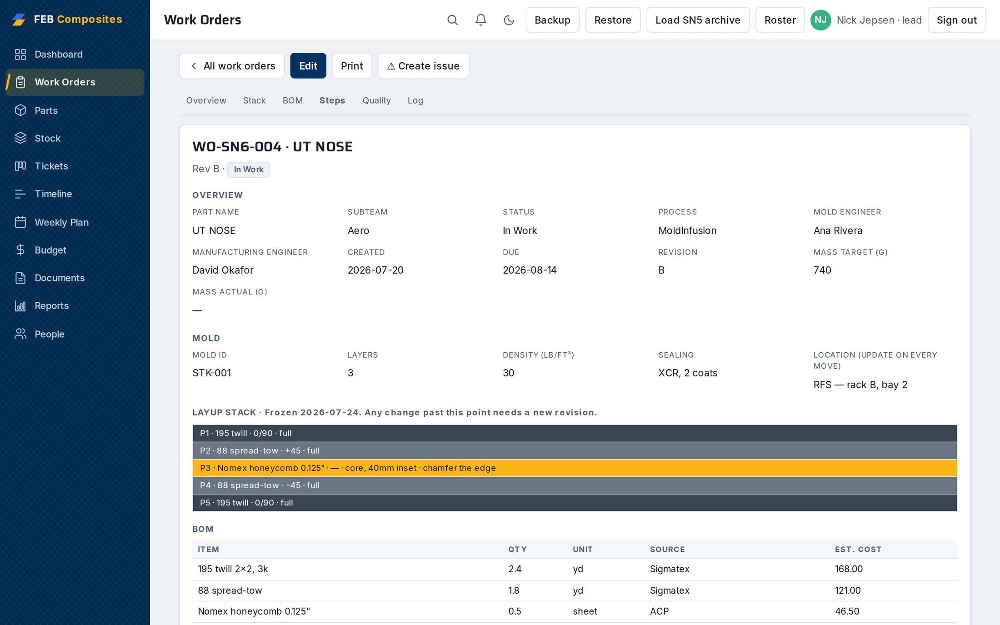 FEB Composites
Work Orders
Backup
Restore
Load SN5 archive
Roster
NJ
Nick Jepsen · lead
Sign out
Dashboard
Work Orders
Parts
Stock
Tickets
Timeline
Weekly Plan
Budget
Documents
Reports
People
All work orders
Edit
Print
⚠ Create issue
Overview Stack BOM Steps Quality Log
WO-SN6-004 · UT NOSE
Rev B · In Work
OVERVIEW
PART NAME SUBTEAM STATUS PROCESS MOLD ENGINEER
UT NOSE Aero In Work MoldInfusion Ana Rivera
MANUFACTURING ENGINEER CREATED DUE REVISION MASS TARGET (G)
David Okafor 2026-07-20 2026-08-14 B 740
MASS ACTUAL (G)
—
MOLD
MOLD ID LAYERS DENSITY (LB/FT³) SEALING LOCATION (UPDATE ON EVERY
MOVE)
STK-001 3 30 XCR, 2 coats
RFS — rack B, bay 2
LAYUP STACK · Frozen 2026-07-24. Any change past this point needs a new revision.
P1 · 195 twill · 0/90 · full
P2 · 88 spread-tow · +45 · full
P3 · Nomex honeycomb 0.125" · — · core, 40mm inset · chamfer the edge
P4 · 88 spread-tow · −45 · full
P5 · 195 twill · 0/90 · full
BOM
ITEM QTY UNIT SOURCE EST. COST
195 twill 2×2, 3k 2.4 yd Sigmatex 168.00
88 spread-tow 1.8 yd Sigmatex 121.00
Nomex honeycomb 0.125" 0.5 sheet ACP 46.50